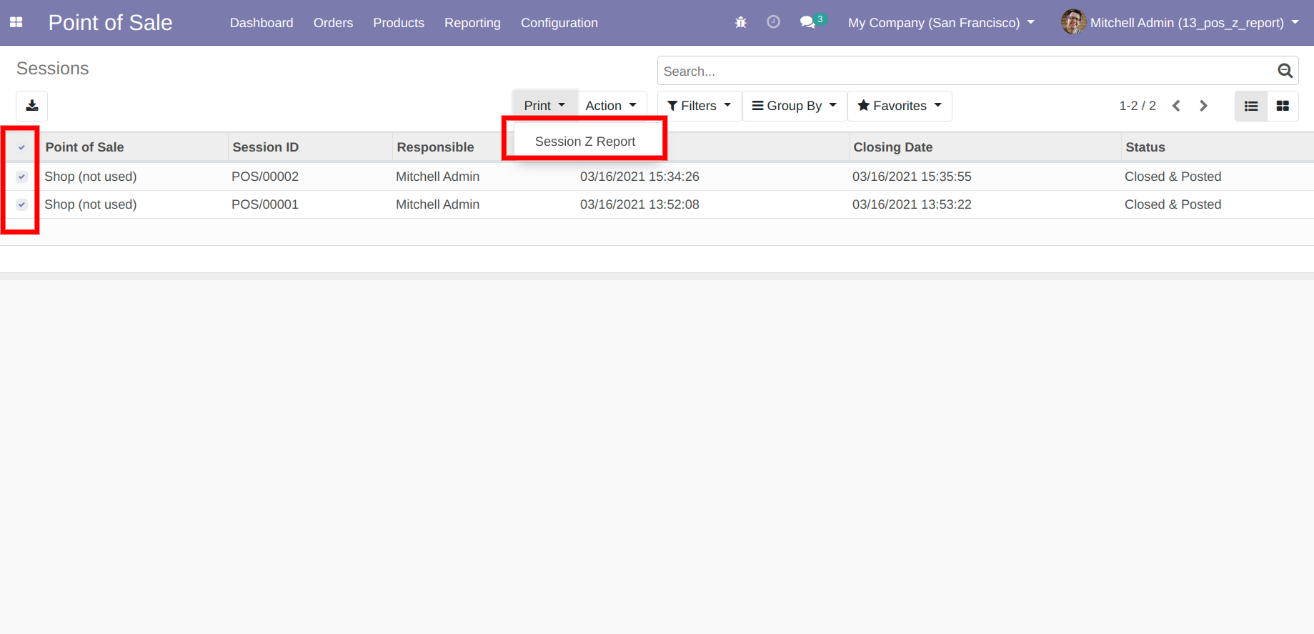 Point of Sale Dashboard Orders Products Reporting Configuration 3 My Company (San Francisco) Mitchell Admin (13_pos_z_report)
Sessions
Search...
Print Action Filters Group By Favorites 1-2 / 2
Session Z Report
Point of Sale Session ID Responsible Closing Date Status
Shop (not used) POS/00002 Mitchell Admin 03/16/2021 15:34:26 03/16/2021 15:35:55 Closed & Posted
Shop (not used) POS/00001 Mitchell Admin 03/16/2021 13:52:08 03/16/2021 13:53:22 Closed & Posted